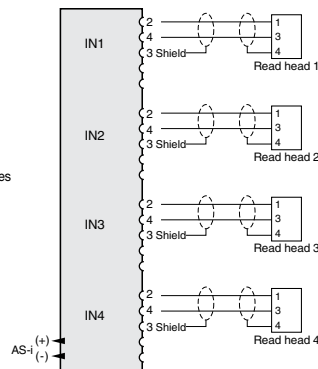 2 1
IN1 4 3
3 Shield 4
Read head 1
2 1
IN2 4 3
3 Shield 4
Read head 2
es
2 1
IN3 4 3
3 Shield 4
Read head 3
2 1
IN4 4 3
3 Shield 4
Read head 4
(+)
AS-i
(-)